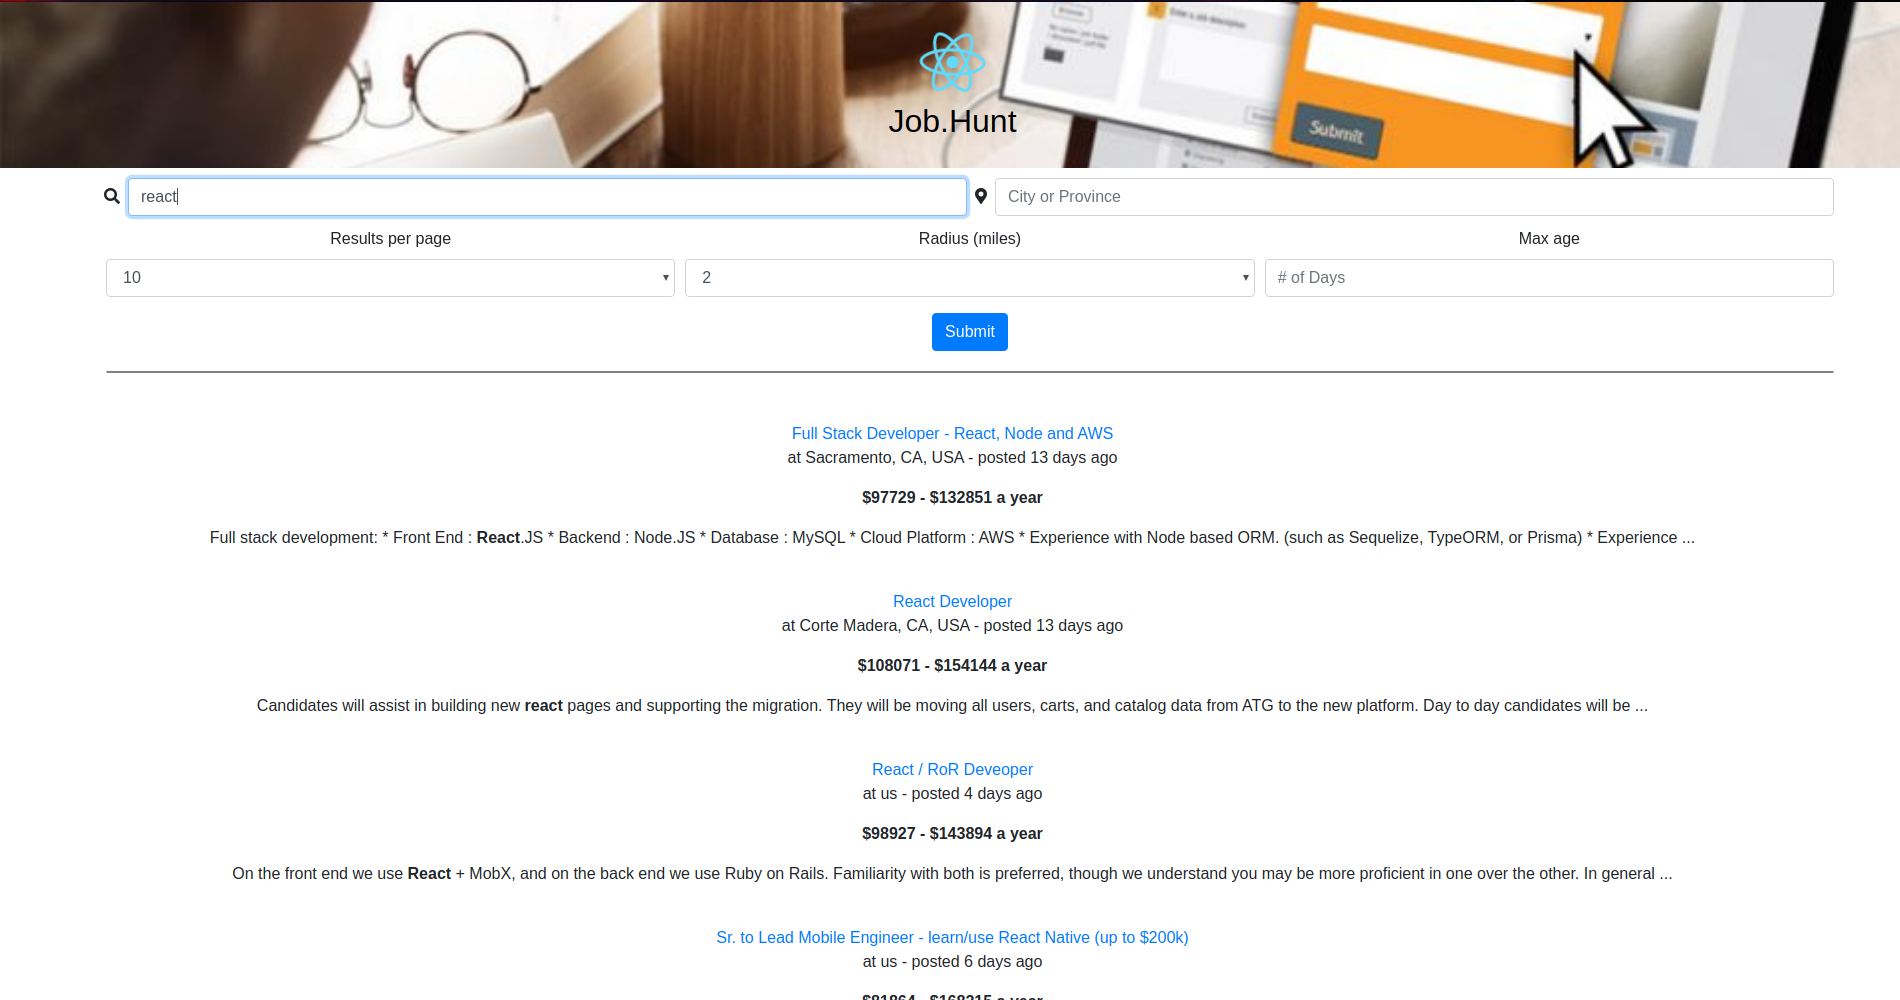 Job.Hunt
Submit
react
City or Province
Results per page
Radius (miles)
Max age
10
2
# of Days
Submit
Full Stack Developer - React, Node and AWS
at Sacramento, CA, USA - posted 13 days ago
$97729 - $132851 a year
Full stack development: * Front End : React.JS * Backend : Node.JS * Database : MySQL * Cloud Platform : AWS * Experience with Node based ORM. (such as Sequelize, TypeORM, or Prisma) * Experience ...
React Developer
at Corte Madera, CA, USA - posted 13 days ago
$108071 - $154144 a year
Candidates will assist in building new react pages and supporting the migration. They will be moving all users, carts, and catalog data from ATG to the new platform. Day to day candidates will be ...
React / RoR Deveoper
at us - posted 4 days ago
$98927 - $143894 a year
On the front end we use React + MobX, and on the back end we use Ruby on Rails. Familiarity with both is preferred, though we understand you may be more proficient in one over the other. In general ...
Sr. to Lead Mobile Engineer - learn/use React Native (up to $200k)
at us - posted 6 days ago